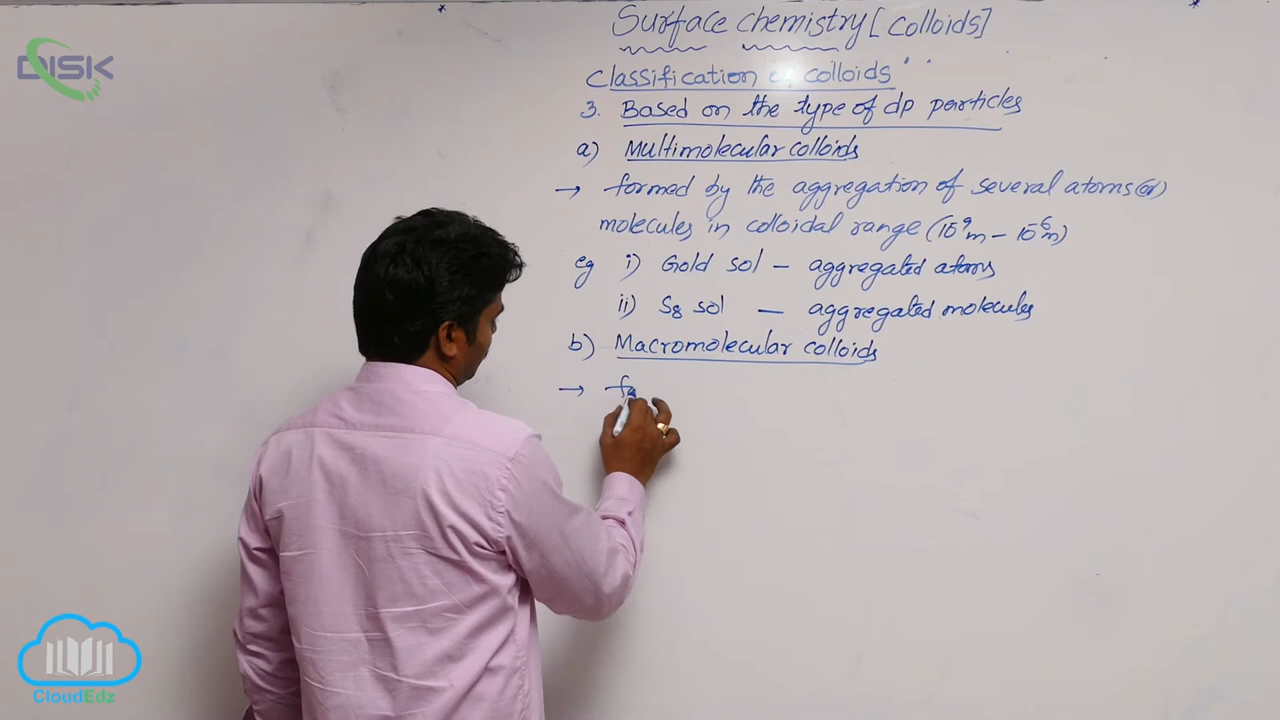 DISK
Surface chemistry [Colloids]
Classification of colloids
3. Based on the type of dp particles
a) Multimolecular colloids
→ formed by the aggregation of several atoms (or)
molecules in colloidal range (10⁻⁹m - 10⁻⁶m)
eg i) Gold sol - aggregated atoms
ii) S₈ sol - aggregated molecules
b) Macromolecular colloids
→ fo
CloudEdz